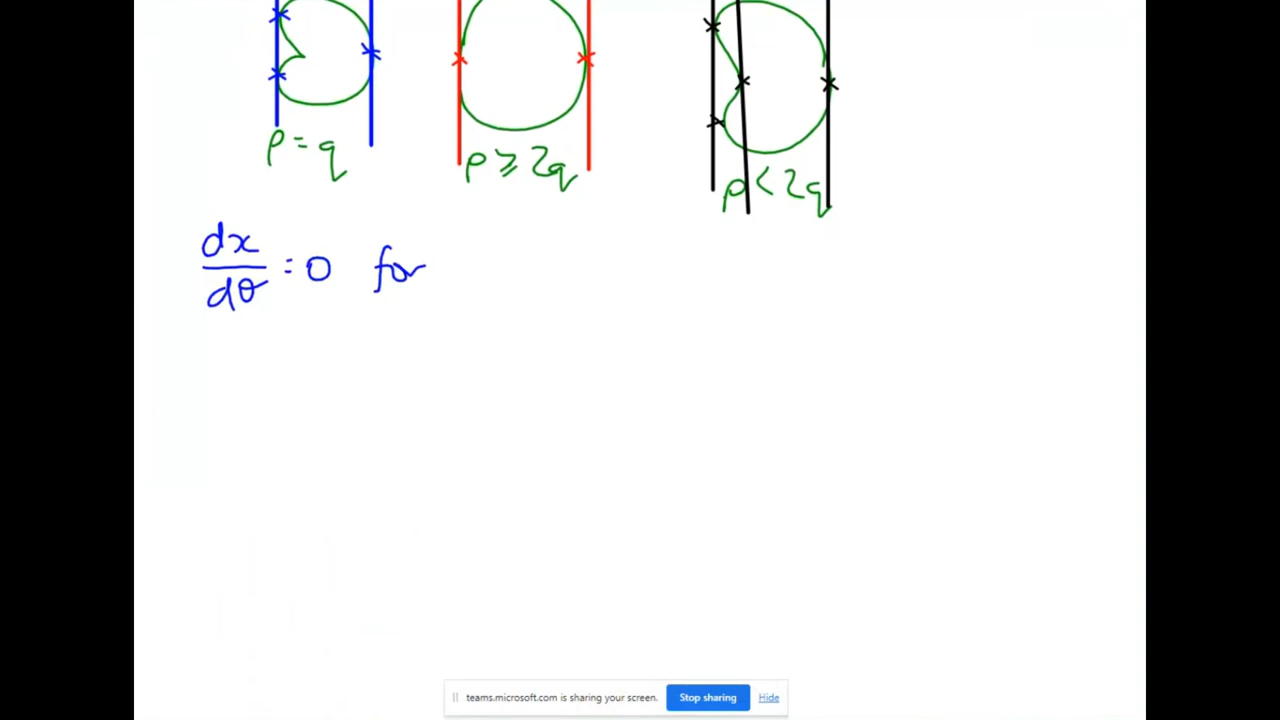 p = q
p ⩾ 2q
p < 2q
dx/dθ = 0 for
teams.microsoft.com is sharing your screen. Stop sharing Hide